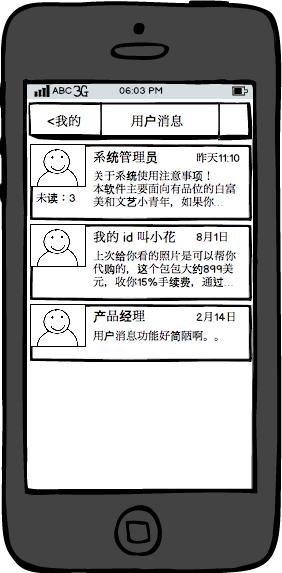 ABC 3G 06:03 PM
<我的 用户消息
系统管理员 昨天11:10
关于系统使用注意事项！
本软件主要面向有品位的白富
美和文艺小青年，如果你...
未读：3
我的 id 叫小花 8月1日
上次给你看的照片是可以帮你
代购的，这个包包大约899美
元，收你15%手续费，通过...
产品经理 2月14日
用户消息功能好简陋啊。。